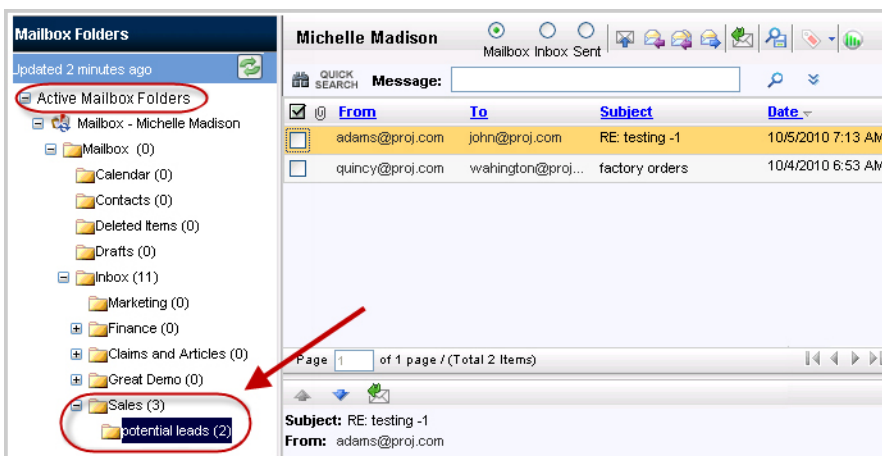 Mailbox Folders
Updated 2 minutes ago
Active Mailbox Folders
Mailbox - Michelle Madison
Mailbox (0)
Calendar (0)
Contacts (0)
Deleted Items (0)
Drafts (0)
Inbox (11)
Marketing (0)
Finance (0)
Claims and Articles (0)
Great Demo (0)
Sales (3)
potential leads (2)
Michelle Madison
Mailbox Inbox Sent
QUICK SEARCH Message:
From To Subject Date
adams@proj.com john@proj.com RE: testing -1 10/5/2010 7:13 AM
quincy@proj.com wahington@proj... factory orders 10/4/2010 6:53 AM
Page 1 of 1 page / (Total 2 Items)
Subject: RE: testing -1
From: adams@proj.com